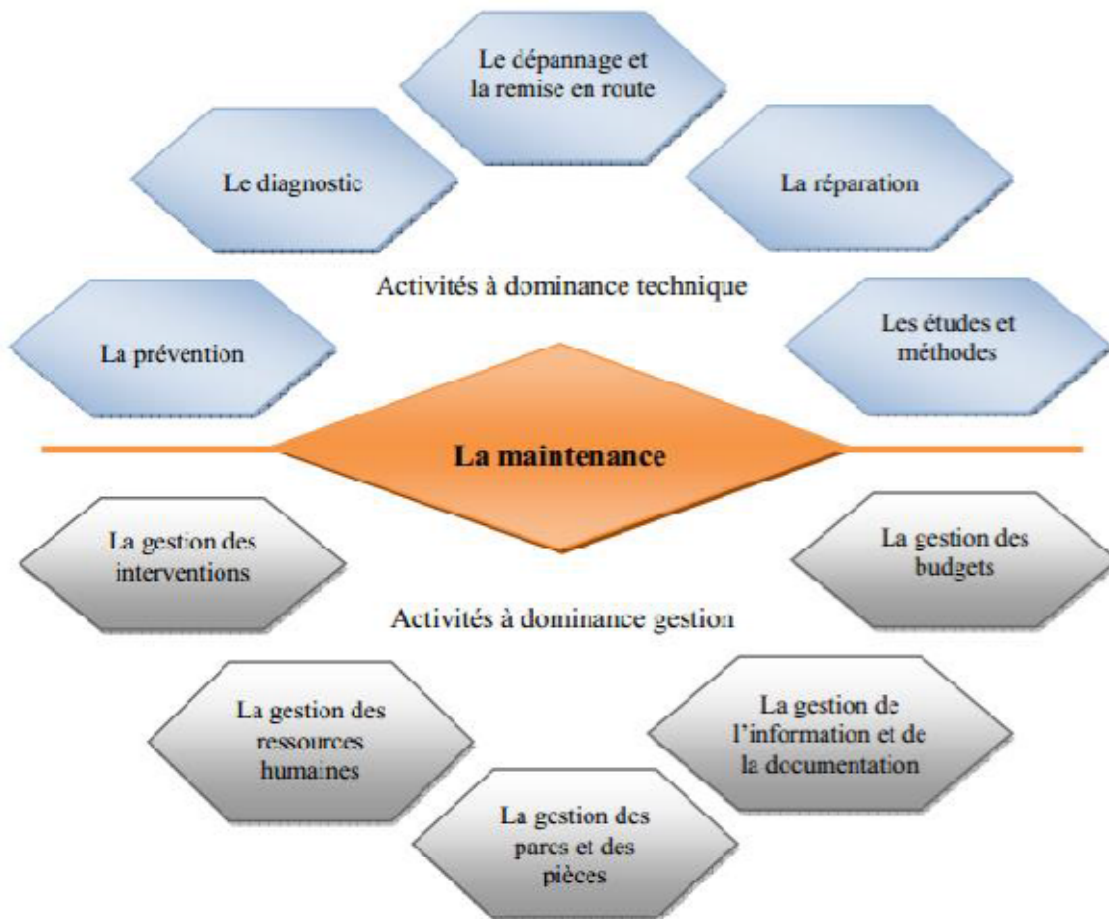 Le dépannage et
la remise en route
Le diagnostic
La réparation
Activités à dominance technique
La prévention
Les études et
méthodes
La maintenance
La gestion des
interventions
La gestion des
budgets
Activités à dominance gestion
La gestion des
ressources
humaines
La gestion de
l'information et de
la documentation
La gestion des
parcs et des
pièces